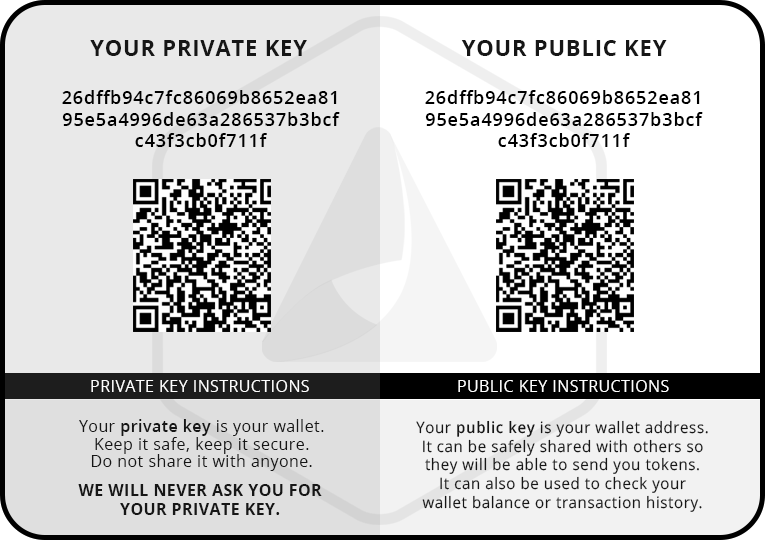 YOUR PRIVATE KEY
26dffb94c7fc86069b8652ea81
95e5a4996de63a286537b3bcf
c43f3cb0f711f
PRIVATE KEY INSTRUCTIONS
Your private key is your wallet.
Keep it safe, keep it secure.
Do not share it with anyone.
WE WILL NEVER ASK YOU FOR
YOUR PRIVATE KEY.
YOUR PUBLIC KEY
26dffb94c7fc86069b8652ea81
95e5a4996de63a286537b3bcf
c43f3cb0f711f
PUBLIC KEY INSTRUCTIONS
Your public key is your wallet address.
It can be safely shared with others so
they will be able to send you tokens.
It can also be used to check your
wallet balance or transaction history.